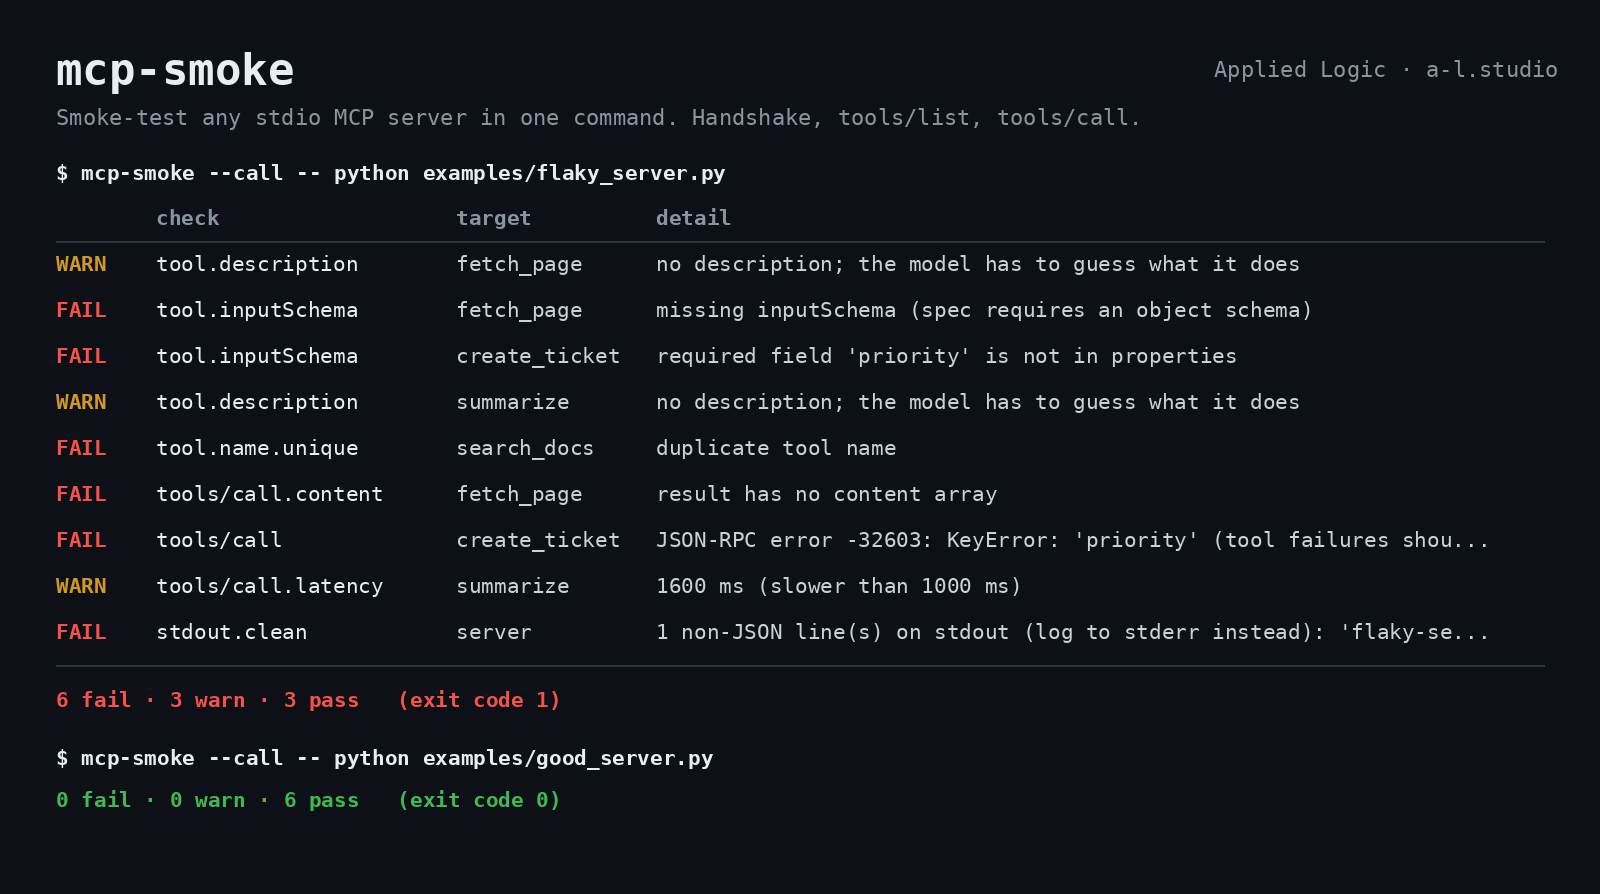 mcp-smoke
Applied Logic · a-l.studio
Smoke-test any stdio MCP server in one command. Handshake, tools/list, tools/call.
$ mcp-smoke --call -- python examples/flaky_server.py
check target detail
WARN tool.description fetch_page no description; the model has to guess what it does
FAIL tool.inputSchema fetch_page missing inputSchema (spec requires an object schema)
FAIL tool.inputSchema create_ticket required field 'priority' is not in properties
WARN tool.description summarize no description; the model has to guess what it does
FAIL tool.name.unique search_docs duplicate tool name
FAIL tools/call.content fetch_page result has no content array
FAIL tools/call create_ticket JSON-RPC error -32603: KeyError: 'priority' (tool failures shou...
WARN tools/call.latency summarize 1600 ms (slower than 1000 ms)
FAIL stdout.clean server 1 non-JSON line(s) on stdout (log to stderr instead): 'flaky-se...
6 fail · 3 warn · 3 pass (exit code 1)
$ mcp-smoke --call -- python examples/good_server.py
0 fail · 0 warn · 6 pass (exit code 0)